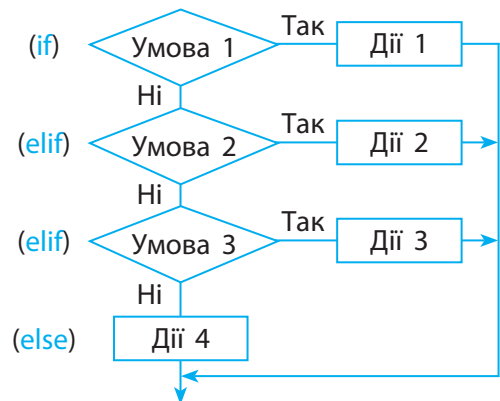 (if) Умова 1 Так Дії 1
Ні
(elif) Умова 2 Так Дії 2
Ні
(elif) Умова 3 Так Дії 3
Ні
(else) Дії 4